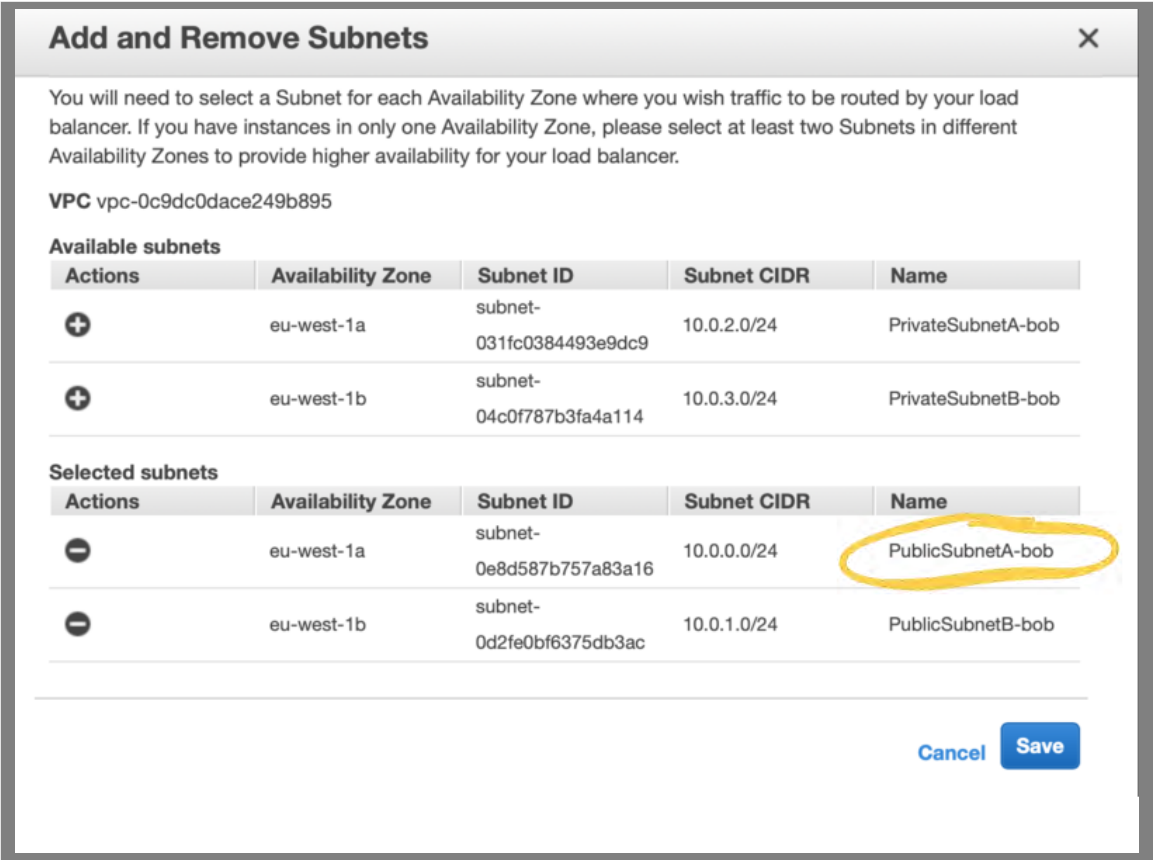 Add and Remove Subnets
You will need to select a Subnet for each Availability Zone where you wish traffic to be routed by your load
balancer. If you have instances in only one Availability Zone, please select at least two Subnets in different
Availability Zones to provide higher availability for your load balancer.
VPC vpc-0c9dc0dace249b895
Available subnets
Actions Availability Zone Subnet ID Subnet CIDR Name
eu-west-1a subnet-
031fc0384493e9dc9 10.0.2.0/24 PrivateSubnetA-bob
eu-west-1b subnet-
04c0f787b3fa4a114 10.0.3.0/24 PrivateSubnetB-bob
Selected subnets
Actions Availability Zone Subnet ID Subnet CIDR Name
eu-west-1a subnet-
0e8d587b757a83a16 10.0.0.0/24 PublicSubnetA-bob
eu-west-1b subnet-
0d2fe0bf6375db3ac 10.0.1.0/24 PublicSubnetB-bob
Cancel Save